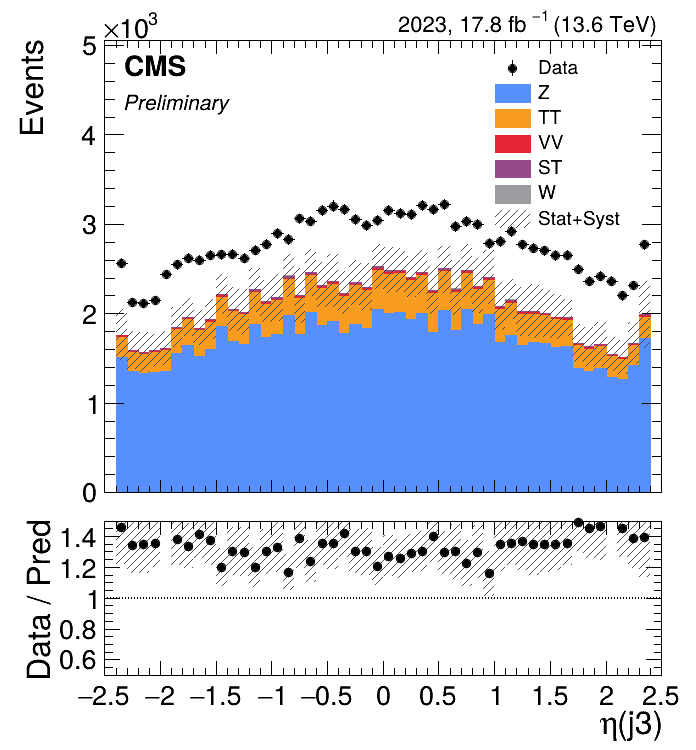 ×10³
2023, 17.8 fb⁻¹ (13.6 TeV)
Events
5
4
3
2
1
0
CMS
Preliminary
Data
Z
TT
VV
ST
W
Stat+Syst
Data / Pred
1.4
1.2
1
0.8
0.6
−2.5 −2 −1.5 −1 −0.5 0 0.5 1 1.5 2 2.5
η(j3)